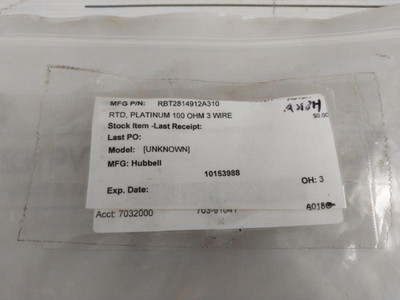 MFG P/N: RBT2814912A310
RTD, PLATINUM 100 OHM 3 WIRE
$0.00
Stock Item -Last Receipt:
Last PO:
Model: [UNKNOWN]
MFG: Hubbell
10153988
OH: 3
Exp. Date:
Acct: 7032000